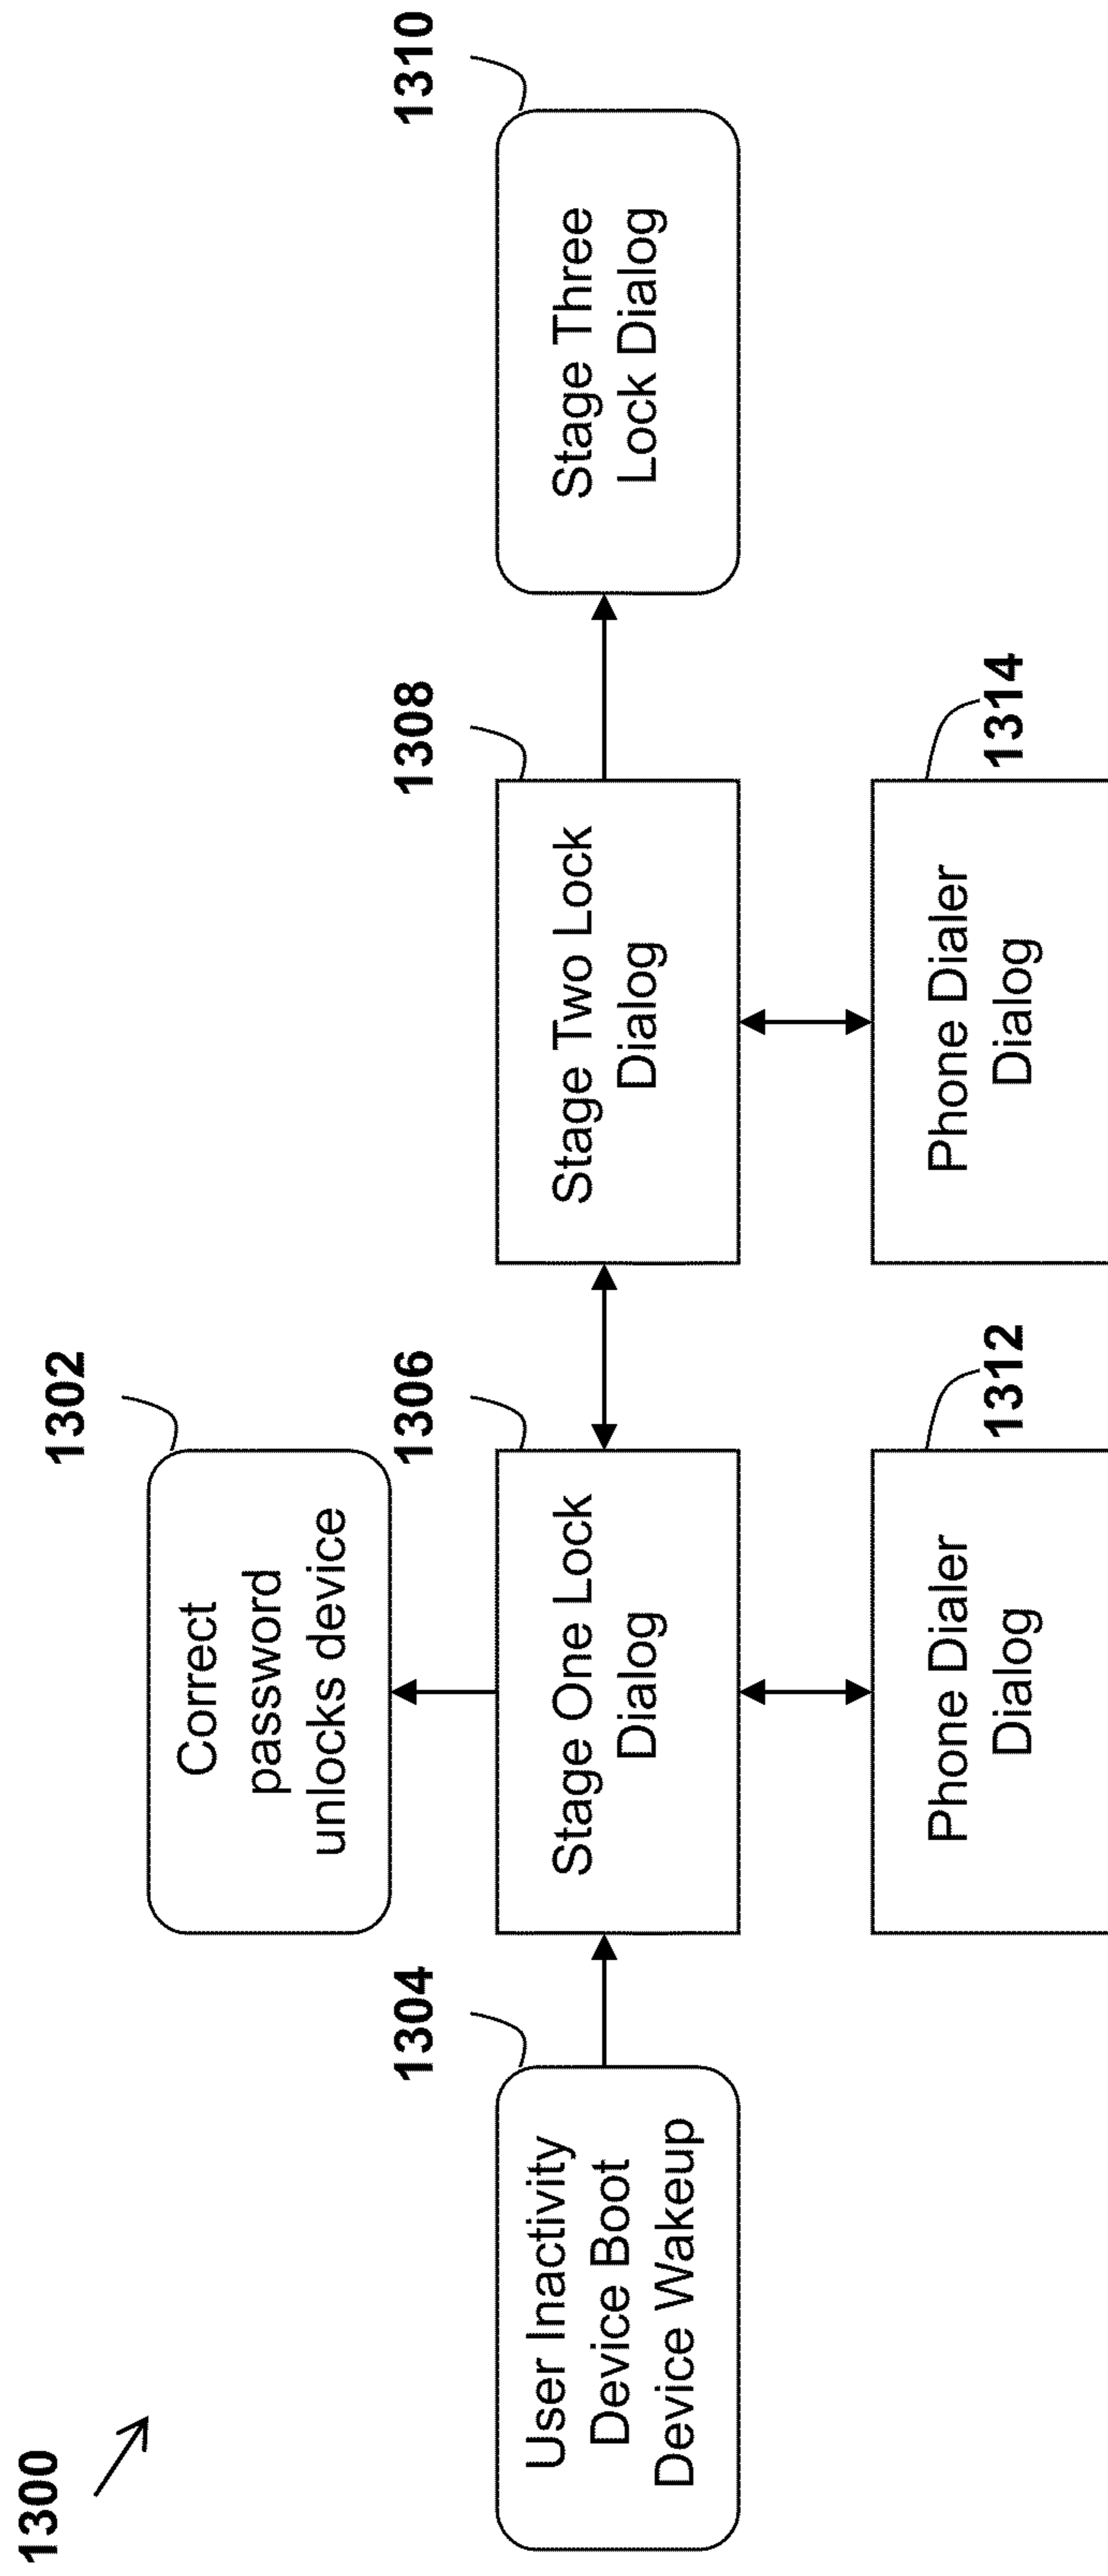 1300
1302
Correct
password
unlocks device
1304
User Inactivity
Device Boot
Device Wakeup
1306
Stage One Lock
Dialog
1308
Stage Two Lock
Dialog
1310
Stage Three
Lock Dialog
1312
Phone Dialer
Dialog
1314
Phone Dialer
Dialog